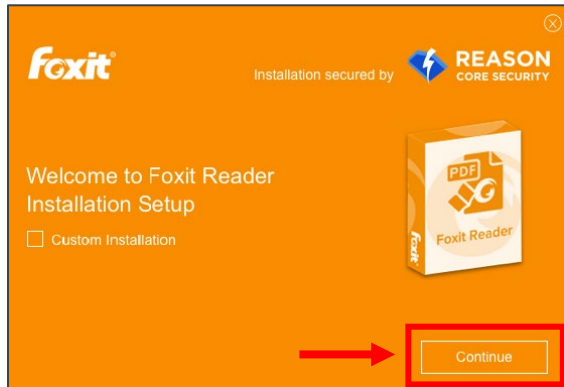 Foxit®
Installation secured by
REASON
CORE SECURITY
Welcome to Foxit Reader
Installation Setup
Custom Installation
PDF
Foxit Reader
Foxit
Continue